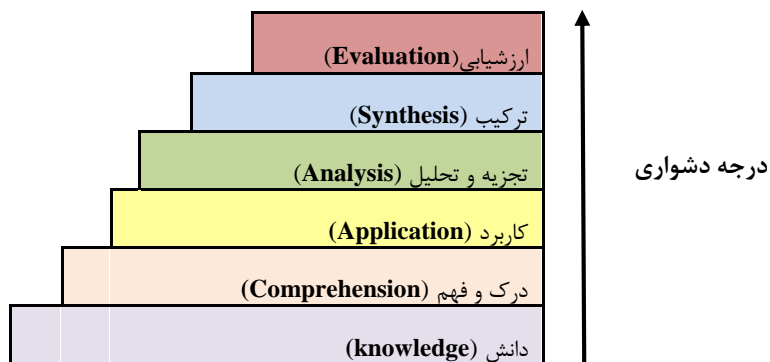 ارزشیابی(Evaluation)
ترکیب (Synthesis)
تجزیه و تحلیل (Analysis)
درجه دشواری
کاربرد (Application)
درک و فهم (Comprehension)
دانش (knowledge)